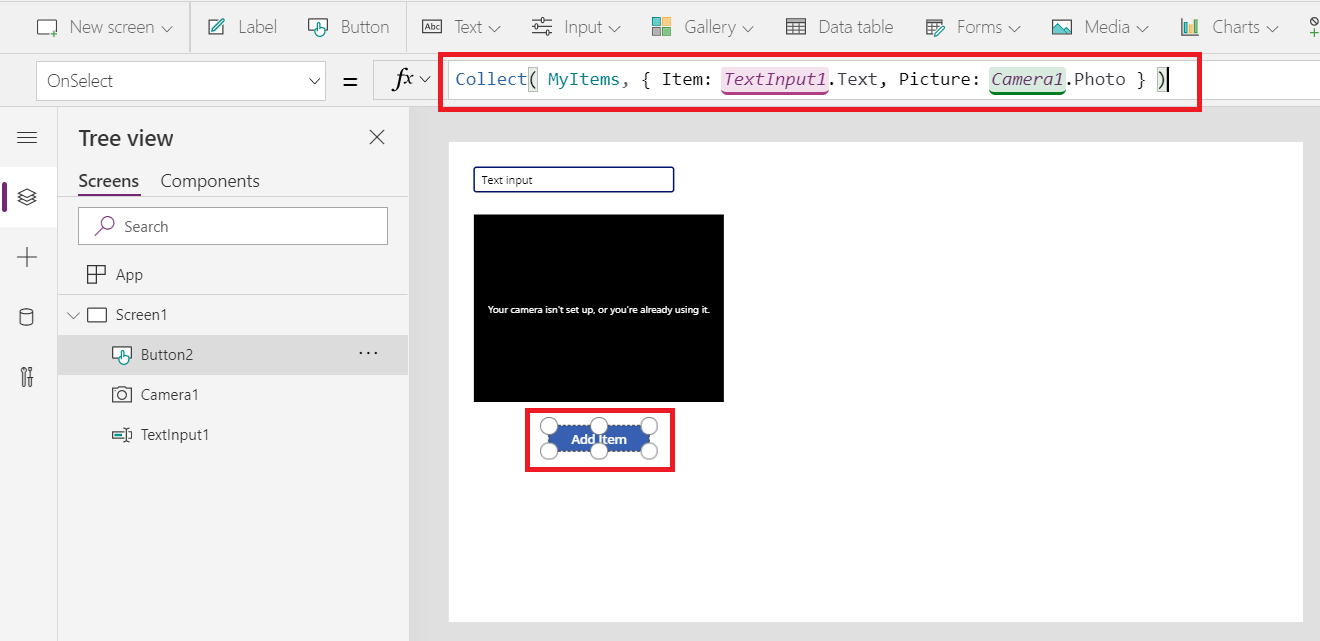 New screen Label Button Abc Text Input Gallery Data table Forms Media Charts
OnSelect = fx Collect( MyItems, { Item: TextInput1.Text, Picture: Camera1.Photo } )
Tree view
Screens Components
Search
App
Screen1
Button2 ...
Camera1
TextInput1
Text input
Your camera isn't set up, or you're already using it.
Add Item